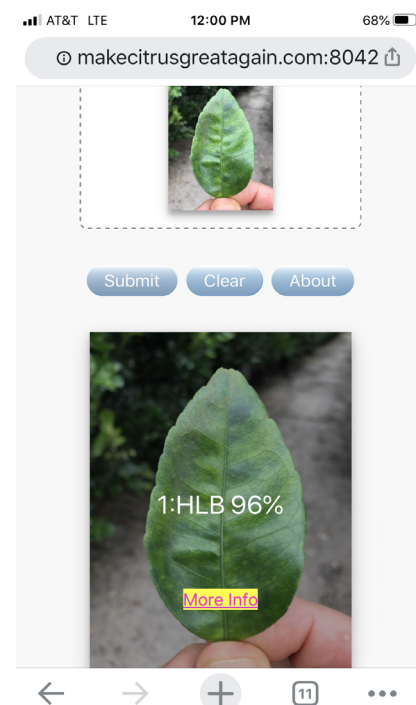 AT&T LTE 12:00 PM 68%
makecitrusgreatagain.com:8042
Submit Clear About
1:HLB 96%
More Info
11